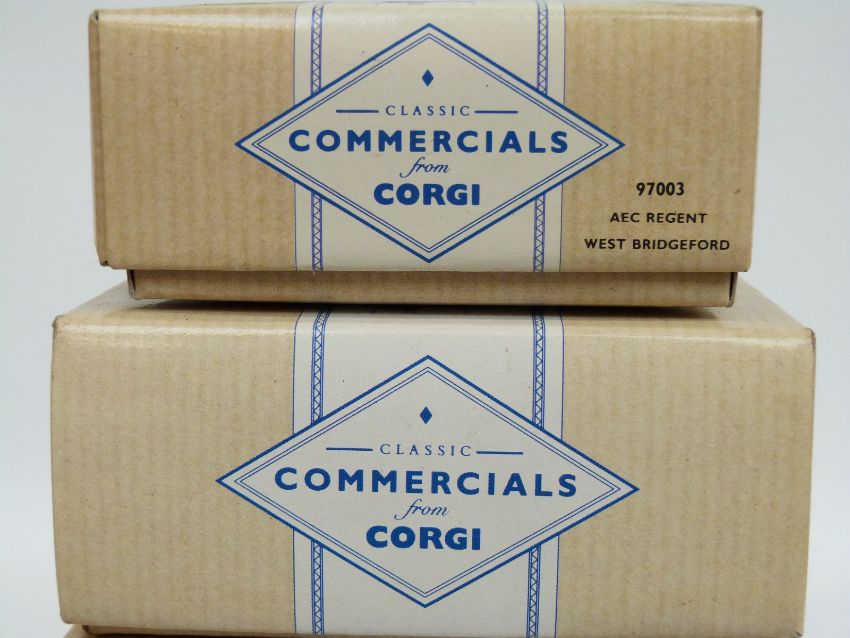 CLASSIC
COMMERCIALS
from
CORGI
97003
AEC REGENT
WEST BRIDGEFORD
CLASSIC
COMMERCIALS
from
CORGI